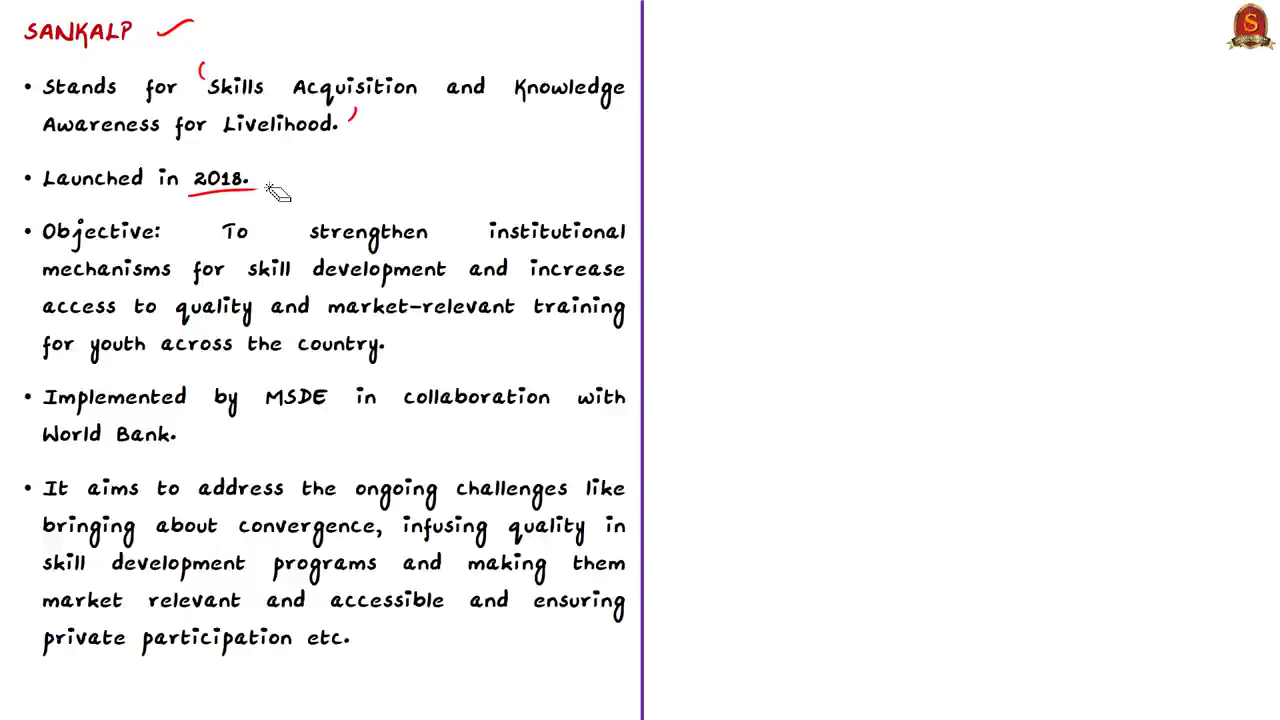 SANKALP
• Stands for Skills Acquisition and Knowledge
Awareness for Livelihood.
• Launched in 2018.
• Objective: To strengthen institutional
mechanisms for skill development and increase
access to quality and market-relevant training
for youth across the country.
• Implemented by MSDE in collaboration with
World Bank.
• It aims to address the ongoing challenges like
bringing about convergence, infusing quality in
skill development programs and making them
market relevant and accessible and ensuring
private participation etc.
S